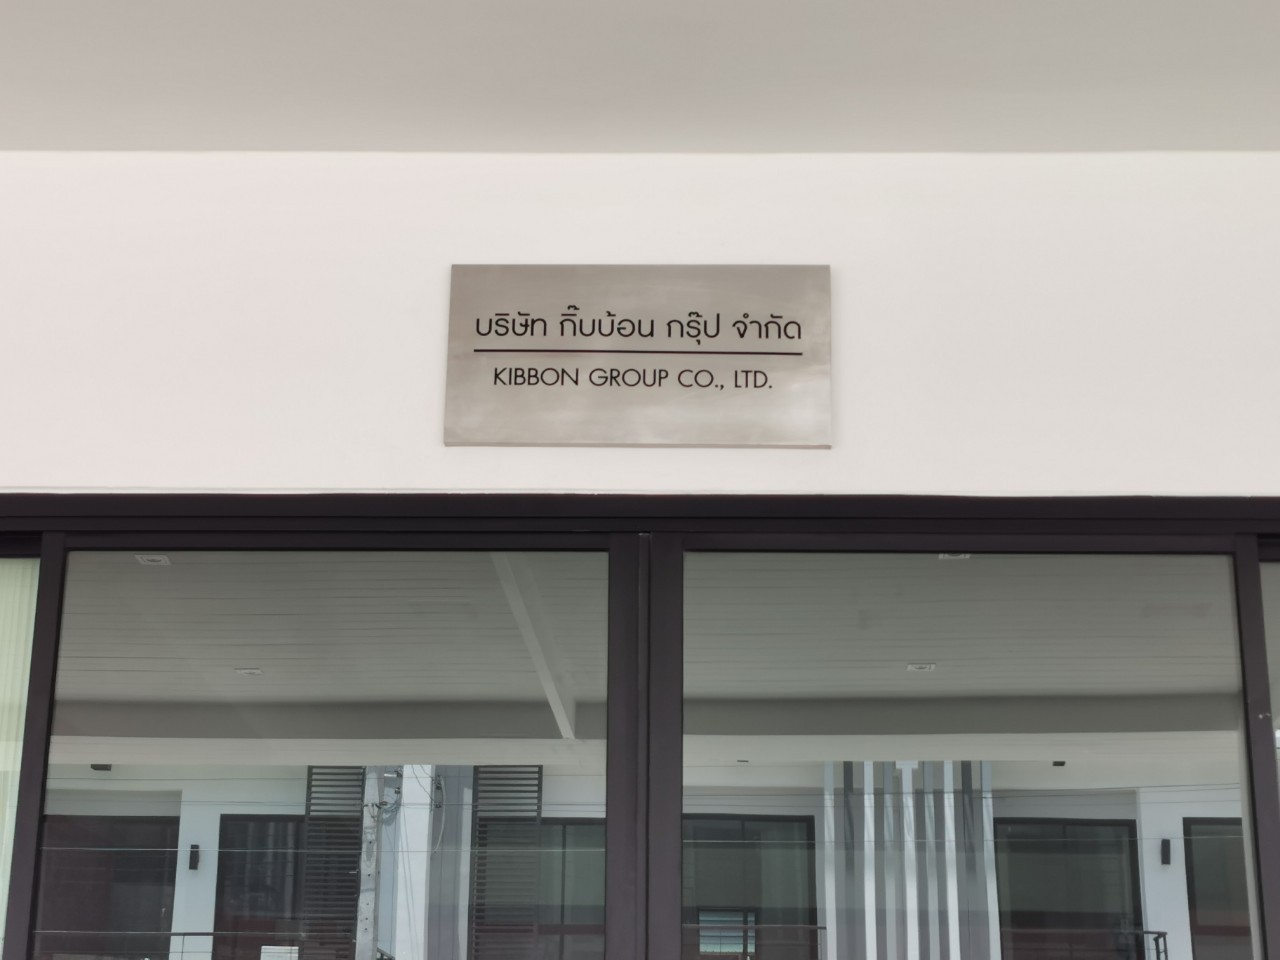 บริษัท กิ๊บบ้อน กรุ๊ป จำกัด
KIBBON GROUP CO., LTD.